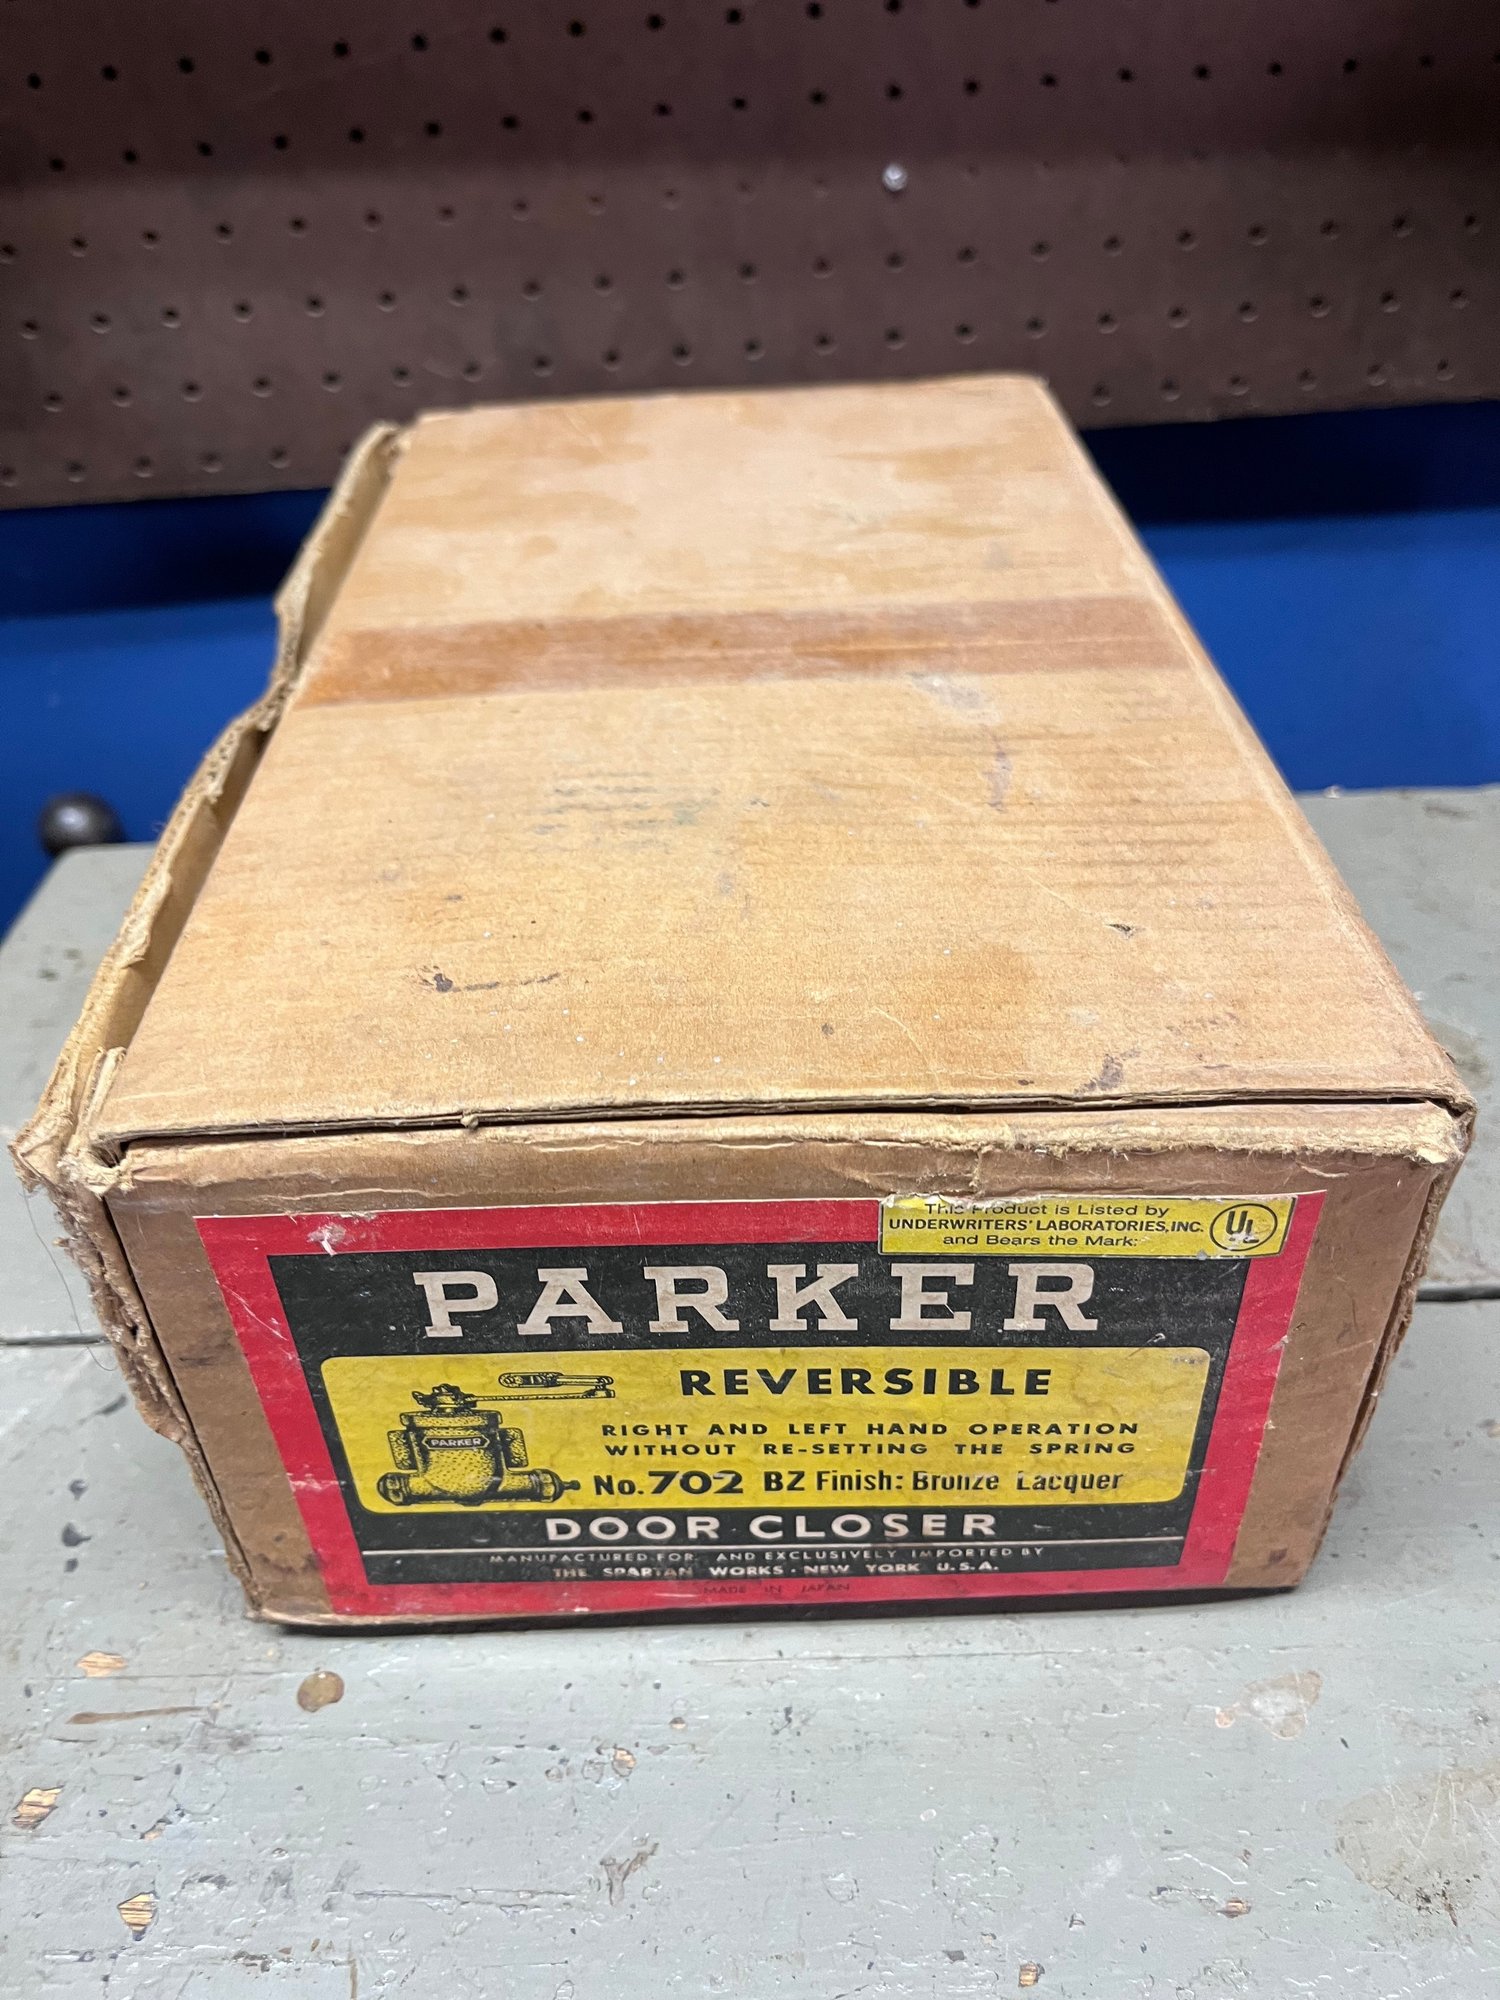 This Product is Listed by
UNDERWRITERS' LABORATORIES, INC.
and Bears the Mark:
UL
PARKER
REVERSIBLE
PARKER
RIGHT AND LEFT HAND OPERATION
WITHOUT RE-SETTING THE SPRING
No. 702 BZ Finish: Bronze Lacquer
DOOR CLOSER
MANUFACTURED FOR AND EXCLUSIVELY IMPORTED BY
THE SPARTAN WORKS · NEW YORK U.S.A.
MADE IN JAPAN